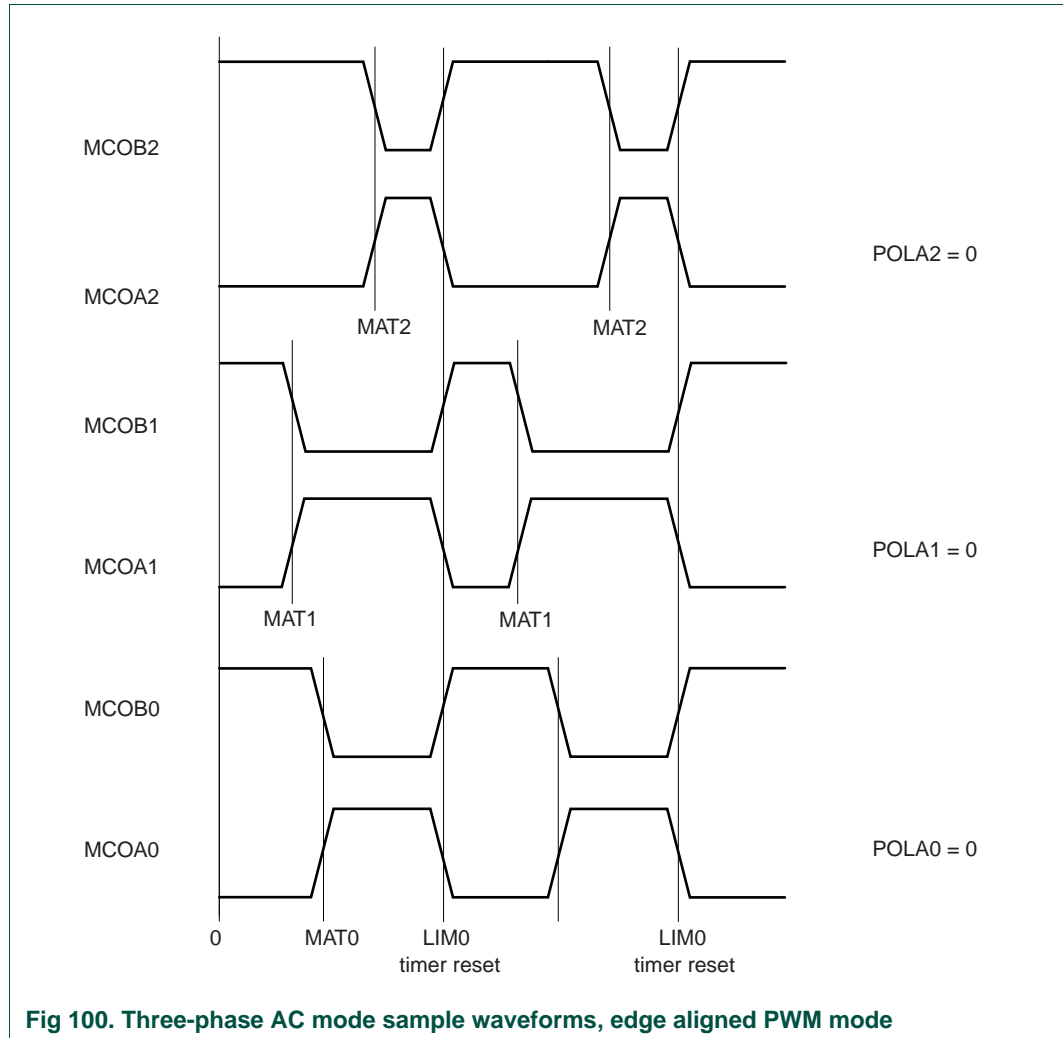 MCOB2
POLA2 = 0
MCOA2
MAT2 MAT2
MCOB1
MCOA1
POLA1 = 0
MAT1 MAT1
MCOB0
MCOA0
POLA0 = 0
0 MAT0 LIM0 LIM0
timer reset timer reset
Fig 100. Three-phase AC mode sample waveforms, edge aligned PWM mode